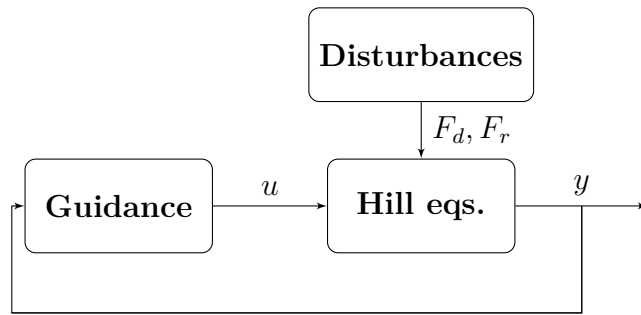 Disturbances
F_d, F_r
Guidance
u
Hill eqs.
y